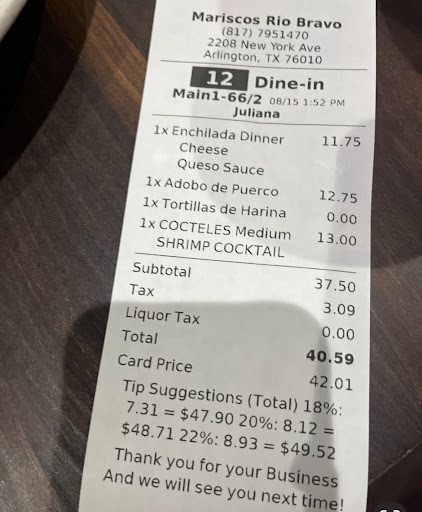 Mariscos Rio Bravo
(817) 7951470
2208 New York Ave
Arlington, TX 76010
12 Dine-in
Main1-66/2 08/15 1:52 PM
Juliana
1x Enchilada Dinner 11.75
Cheese
Queso Sauce
1x Adobo de Puerco 12.75
1x Tortillas de Harina 0.00
1x COCTELES Medium 13.00
SHRIMP COCKTAIL
Subtotal 37.50
Tax 3.09
Liquor Tax 0.00
Total 40.59
Card Price 42.01
Tip Suggestions (Total) 18%:
7.31 = $47.90 20%: 8.12 =
$48.71 22%: 8.93 = $49.52
Thank you for your Business
And we will see you next time!